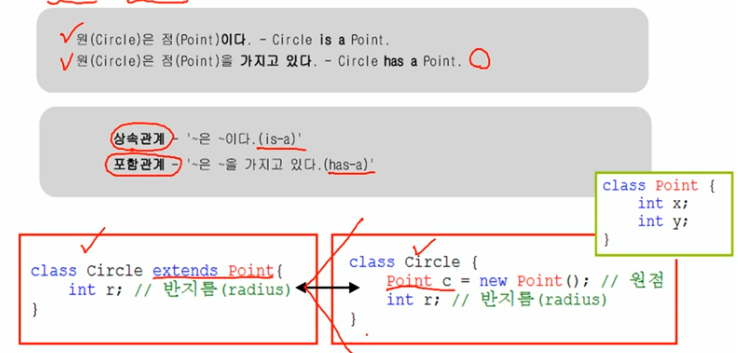 원(Circle)은 점(Point)이다. - Circle is a Point.
원(Circle)은 점(Point)을 가지고 있다. - Circle has a Point.
상속관계 - '~은 ~이다.(is-a)'
포함관계 - '~은 ~을 가지고 있다.(has-a)'
class Point {
int x;
int y;
}
class Circle extends Point{
int r; // 반지름(radius)
}
class Circle {
Point c = new Point(); // 원점
int r; // 반지름(radius)
}